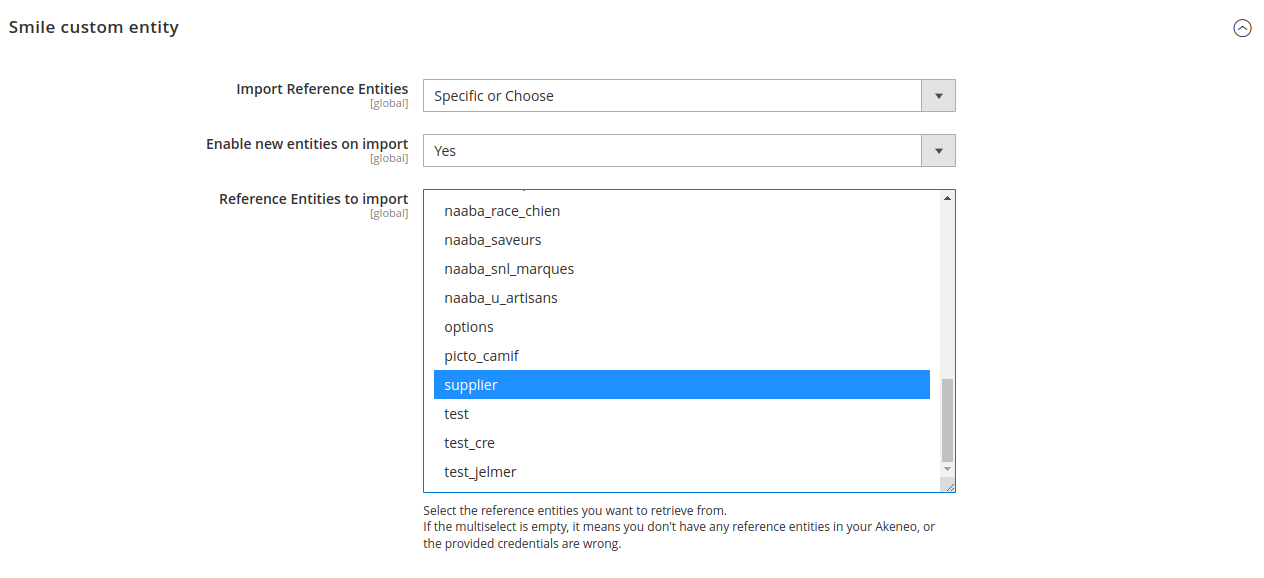 Smile custom entity
Import Reference Entities
[global]
Specific or Choose
Enable new entities on import
[global]
Yes
Reference Entities to import
[global]
naaba_race_chien
naaba_saveurs
naaba_snl_marques
naaba_u_artisans
options
picto_camif
supplier
test
test_cre
test_jelmer
Select the reference entities you want to retrieve from.
If the multiselect is empty, it means you don't have any reference entities in your Akeneo, or
the provided credentials are wrong.